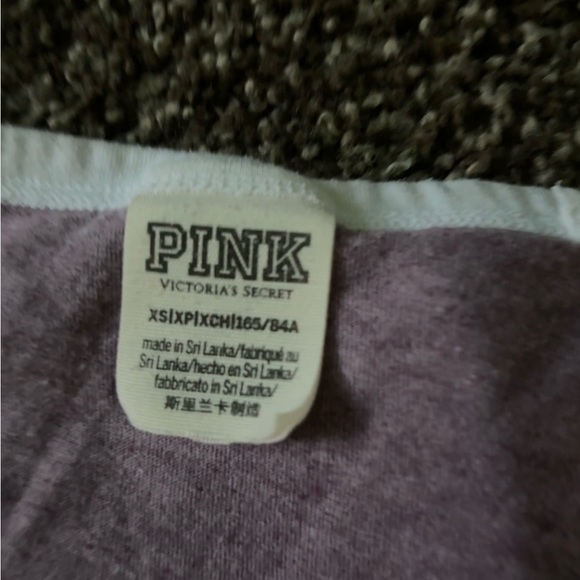 PINK
VICTORIA'S SECRET
XS|XP|XCH|165/84A
made in Sri Lanka/fabriqué au
Sri Lanka/hecho en Sri Lanka/
fabbricato in Sri Lanka/
斯里兰卡制造